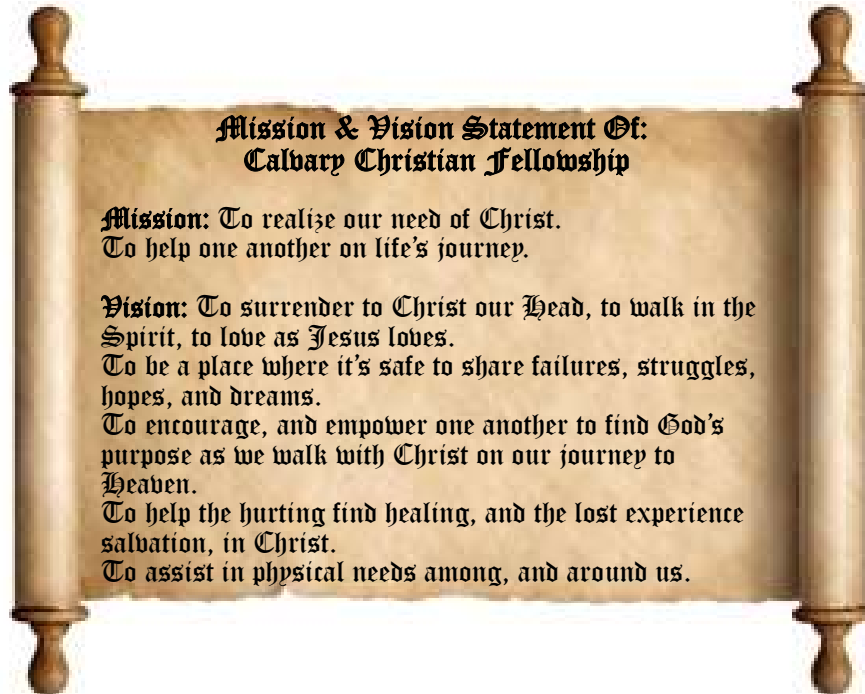 Mission & Vision Statement Of:
Calvary Christian Fellowship
Mission: To realize our need of Christ.
To help one another on life's journey.
Vision: To surrender to Christ our Head, to walk in the
Spirit, to love as Jesus loves.
To be a place where it's safe to share failures, struggles,
hopes, and dreams.
To encourage, and empower one another to find God's
purpose as we walk with Christ on our journey to
Heaven.
To help the hurting find healing, and the lost experience
salvation, in Christ.
To assist in physical needs among, and around us.